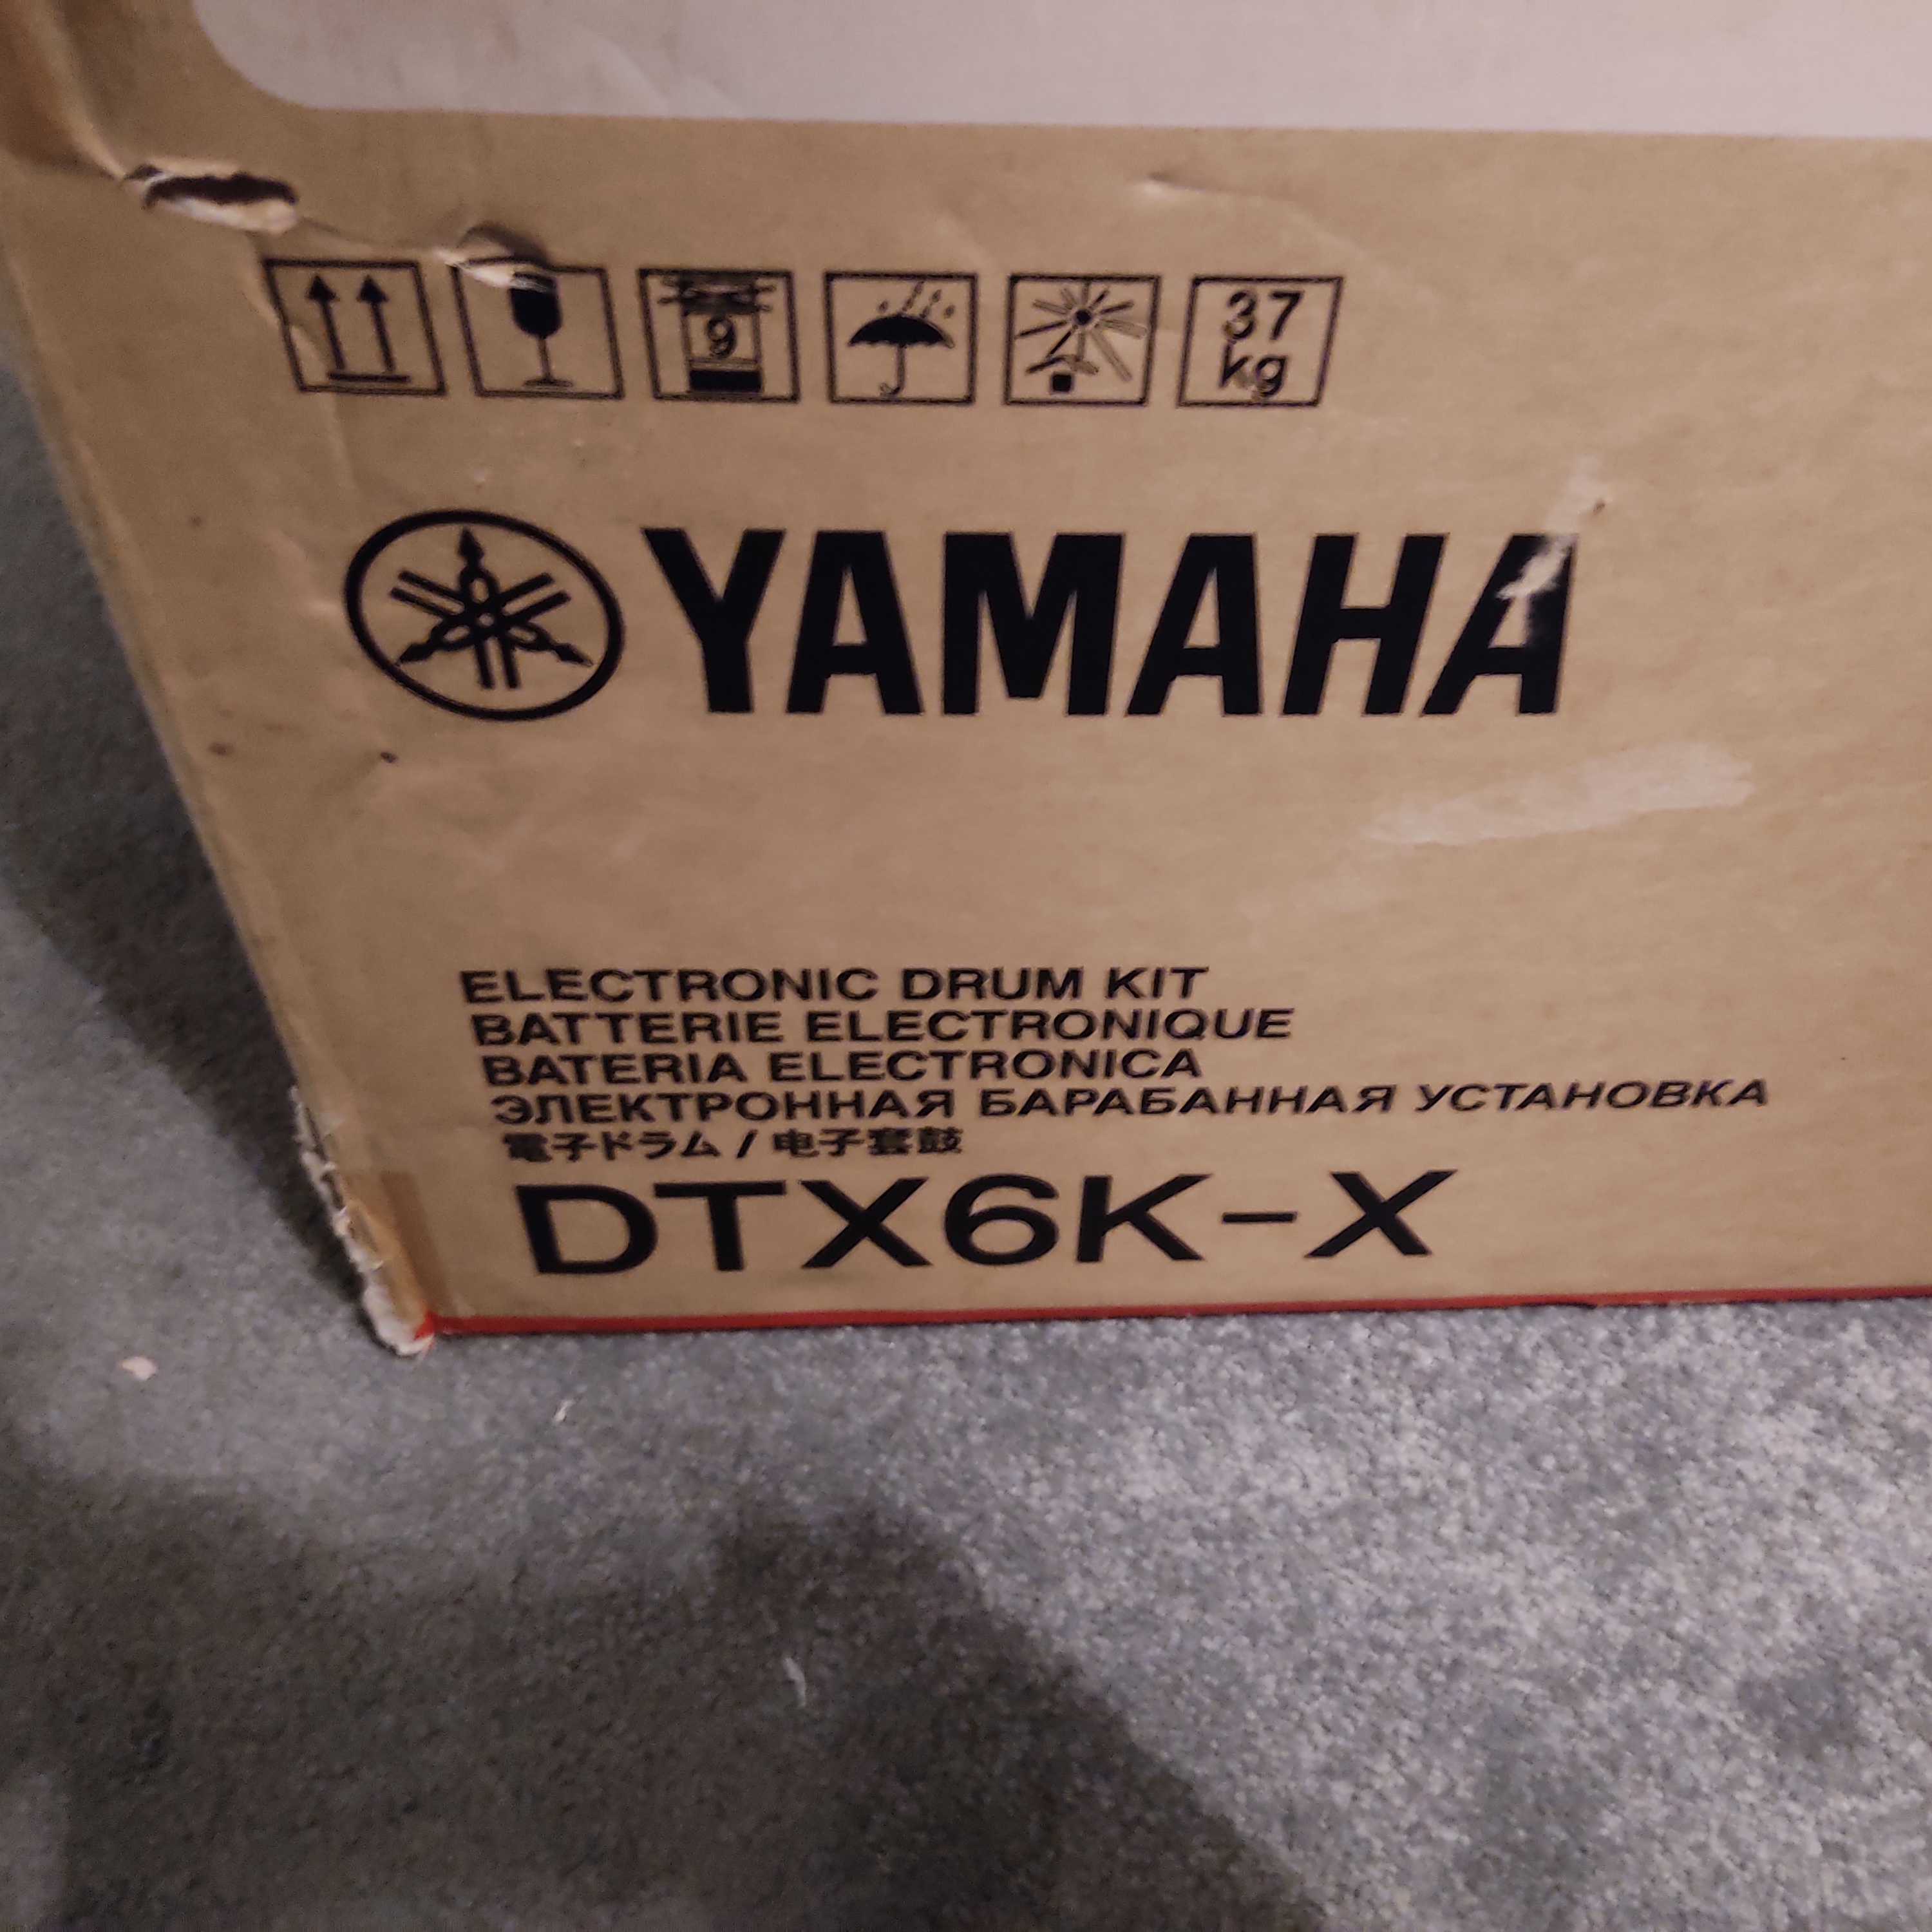 9
37
kg
YAMAHA
ELECTRONIC DRUM KIT
BATTERIE ELECTRONIQUE
BATERIA ELECTRONICA
ЭЛЕКТРОННАЯ БАРАБАННАЯ УСТАНОВКА
電子ドラム / 电子套鼓
DTX6K-X